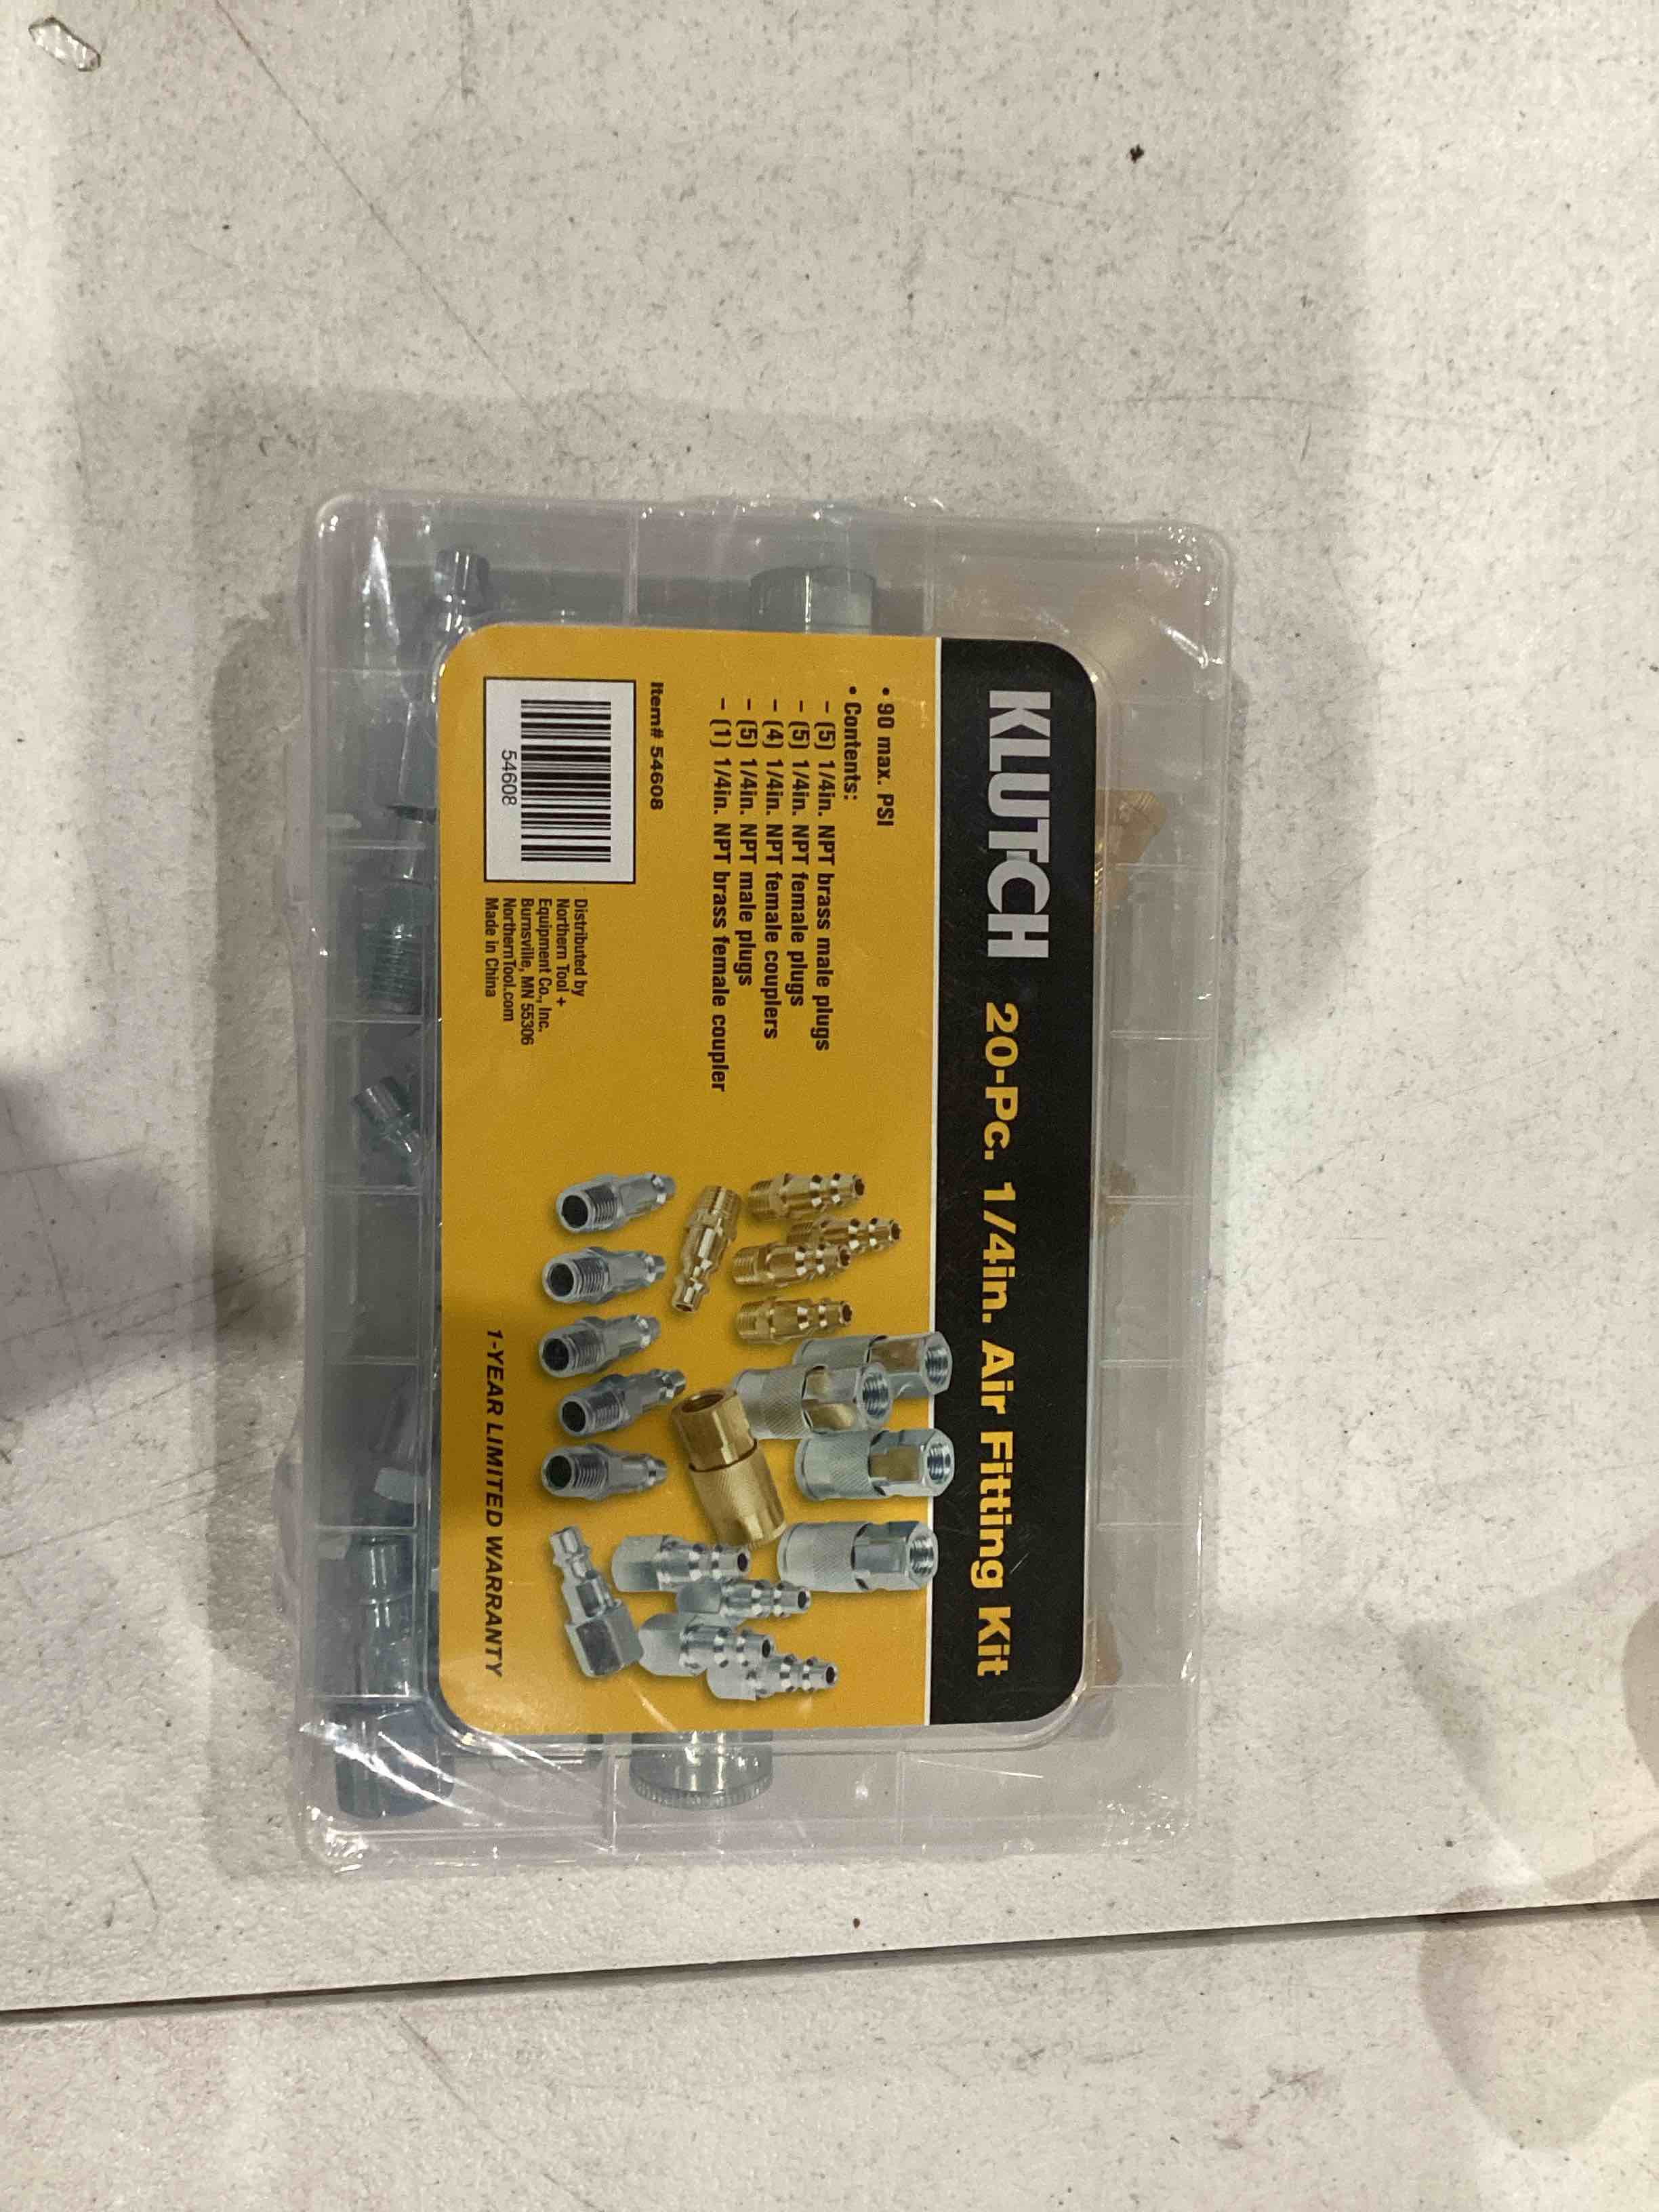 KLUTCH 20-Pc. 1/4in. Air Fitting Kit
• 90 max. PSI
• Contents:
– (5) 1/4in. NPT brass male plugs
– (5) 1/4in. NPT female plugs
– (4) 1/4in. NPT female couplers
– (5) 1/4in. NPT male plugs
– (1) 1/4in. NPT brass female coupler
Item# 54608
54608
Distributed by
Northern Tool +
Equipment Co., Inc.
Burnsville, MN 55306
NorthernTool.com
Made in China
1-YEAR LIMITED WARRANTY